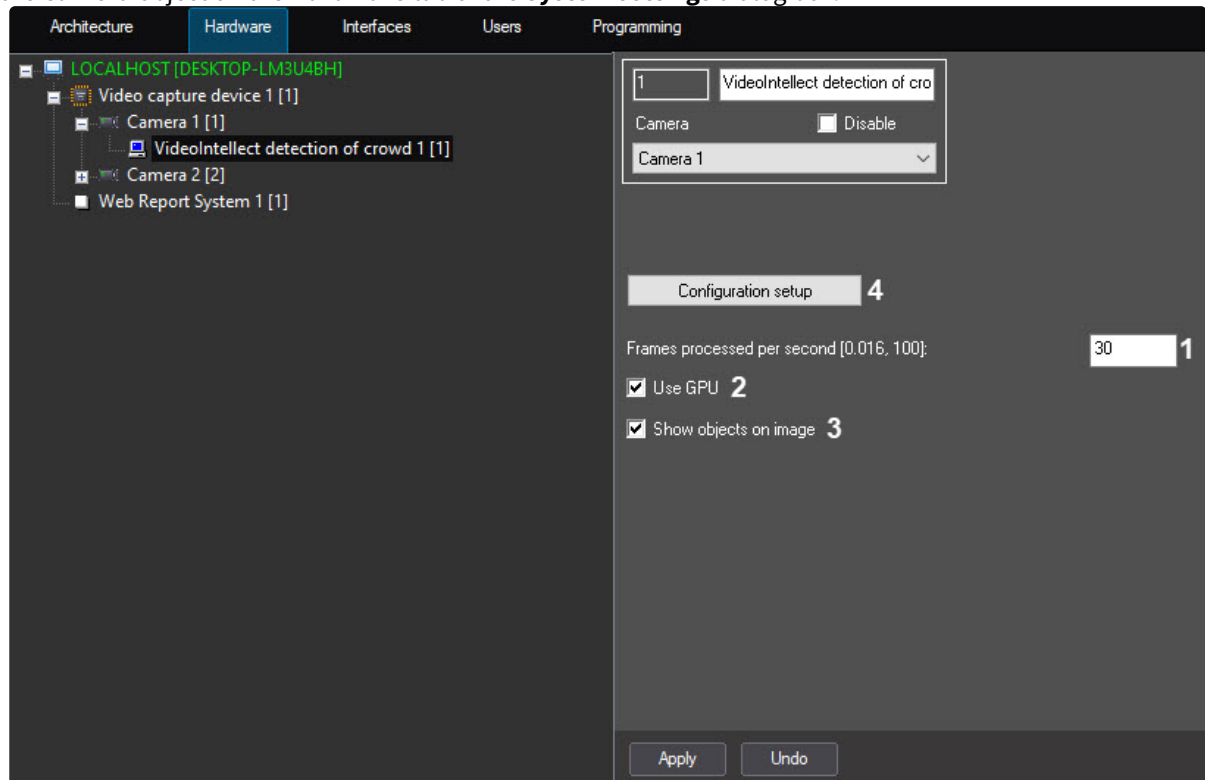 Architecture Hardware Interfaces Users Programming
LOCALHOST [DESKTOP-LM3U4BH]
Video capture device 1 [1]
Camera 1 [1]
VideoIntellect detection of crowd 1 [1]
Camera 2 [2]
Web Report System 1 [1]
1 VideoIntellect detection of cro
Camera Disable
Camera 1
Configuration setup 4
Frames processed per second [0.016, 100]: 30 1
Use GPU 2
Show objects on image 3
Apply Undo